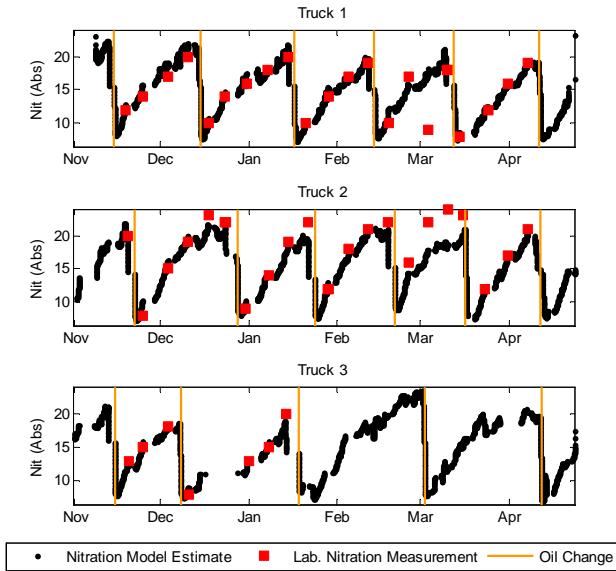 Truck 1
Nit (Abs)
20
15
10
Nov Dec Jan Feb Mar Apr
Truck 2
Nit (Abs)
20
15
10
Nov Dec Jan Feb Mar Apr
Truck 3
Nit (Abs)
20
15
10
Nov Dec Jan Feb Mar Apr
Nitration Model Estimate Lab. Nitration Measurement Oil Change